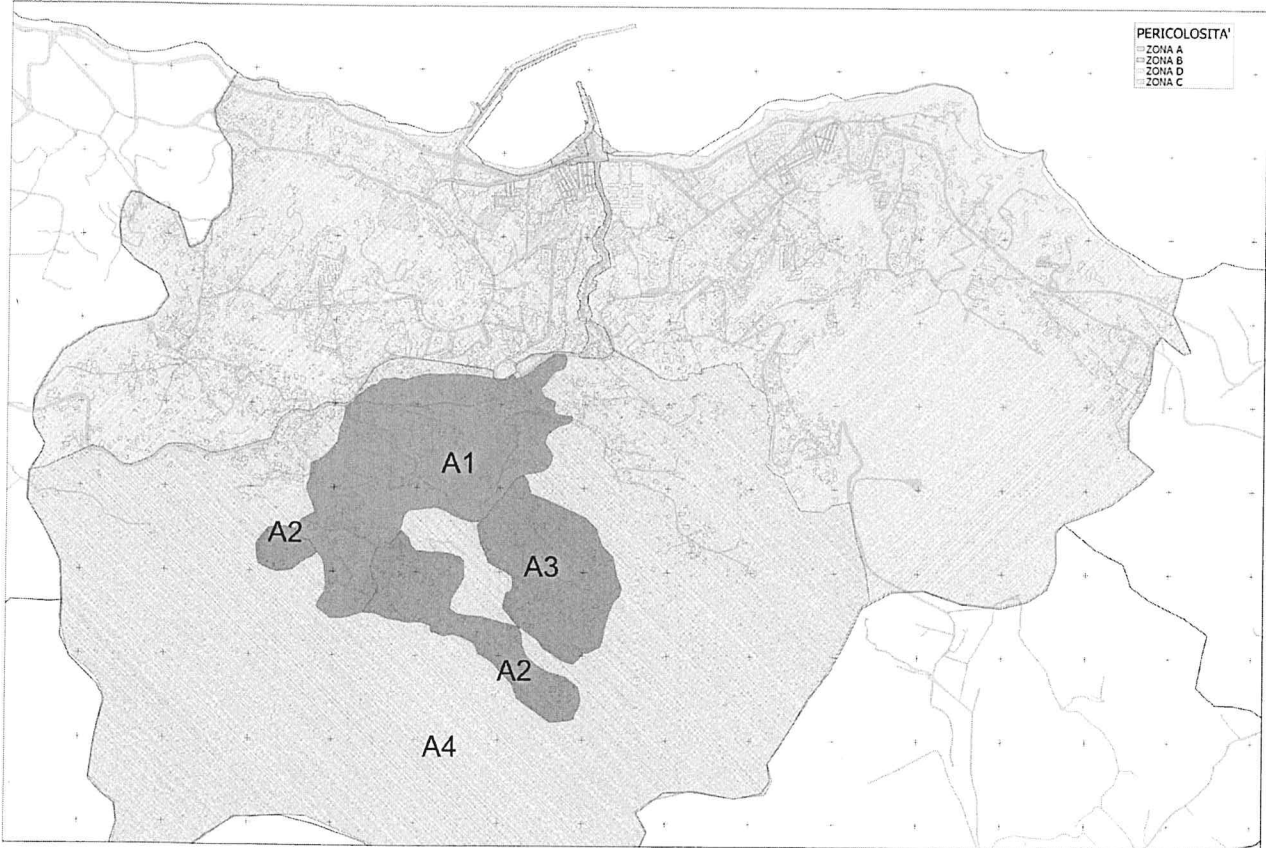 PERICOLOSITA'
ZONA A
ZONA B
ZONA D
ZONA C
A1
A2
A3
A2
A4